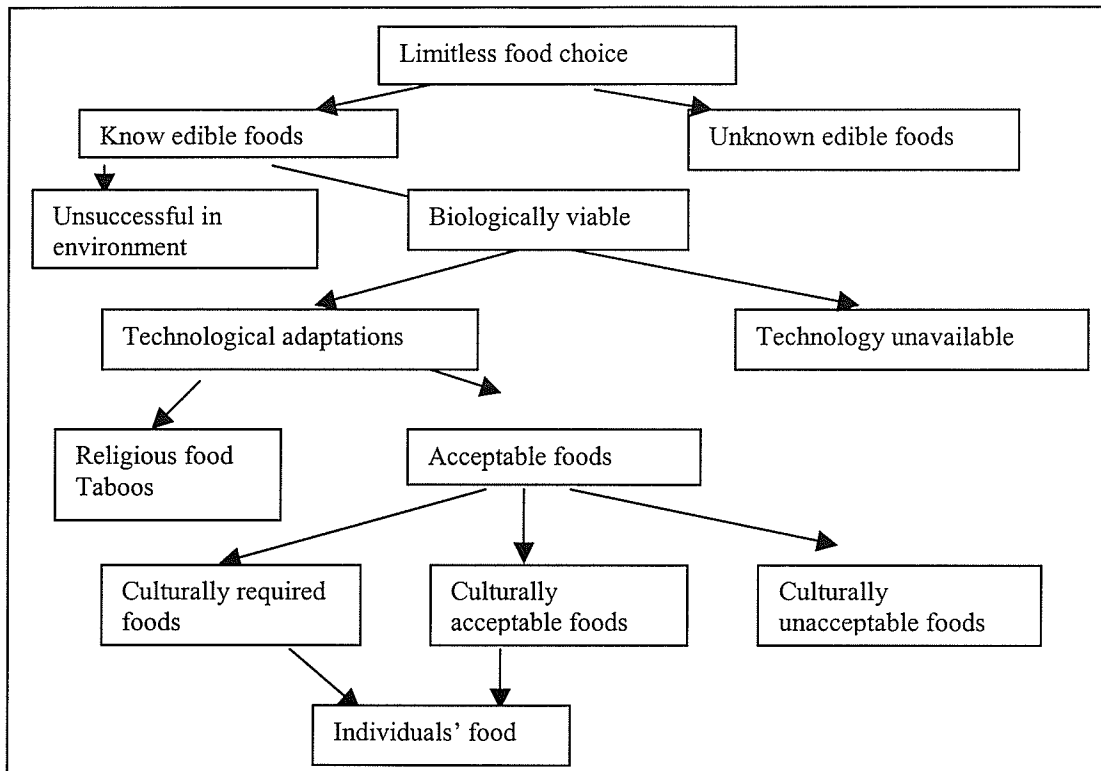 Limitless food choice
Know edible foods
Unknown edible foods
Unsuccessful in
environment
Biologically viable
Technological adaptations
Technology unavailable
Religious food
Taboos
Acceptable foods
Culturally required
foods
Culturally
acceptable foods
Culturally
unacceptable foods
Individuals’ food